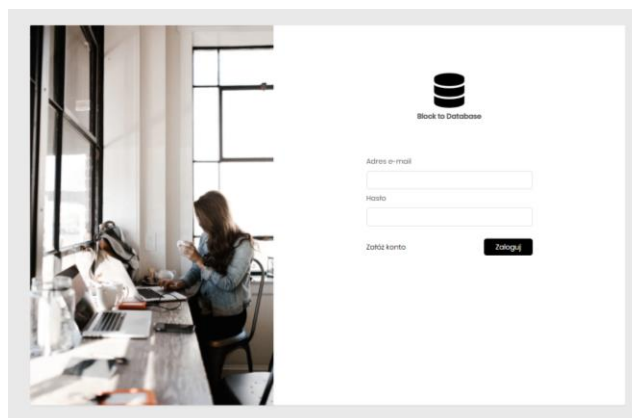 Block to Database
Adres e-mail
Hasło
Załóż konto
Zaloguj